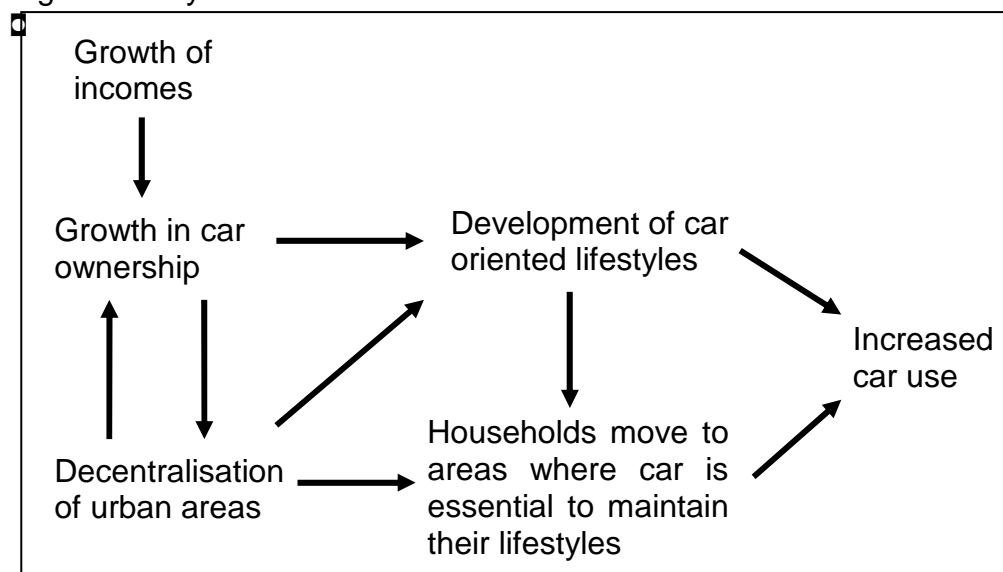 Growth of
incomes
Growth in car
ownership
Development of car
oriented lifestyles
Increased
car use
Households move to
areas where car is
essential to maintain
their lifestyles
Decentralisation
of urban areas